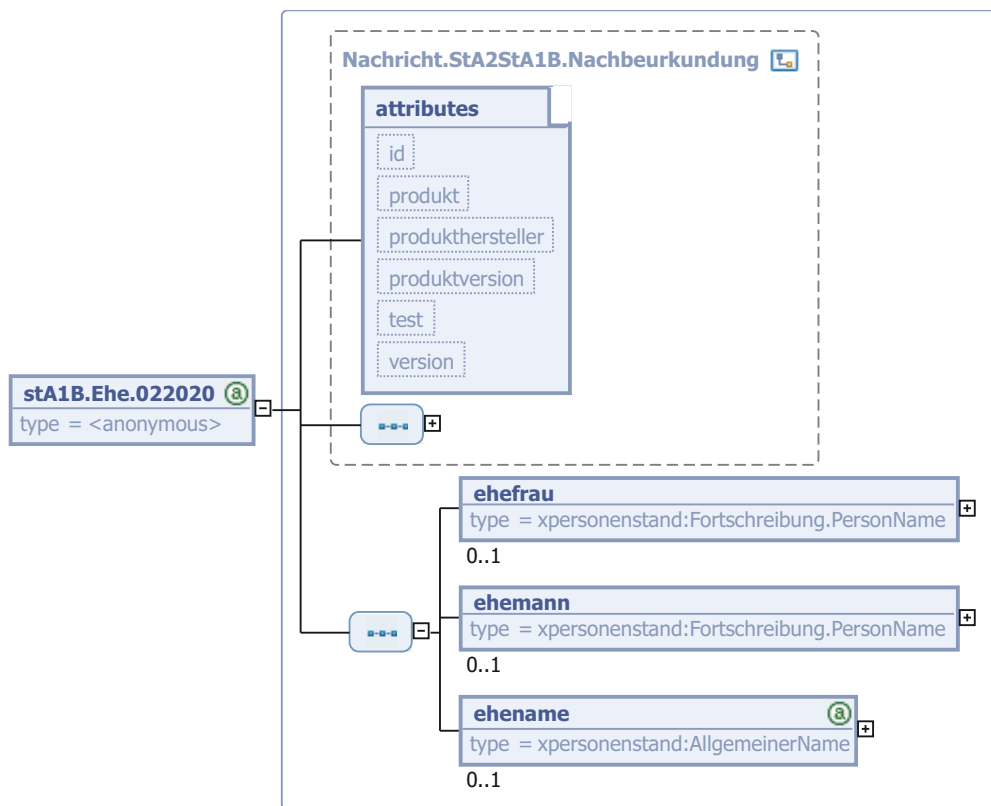 Nachricht.StA2StA1B.Nachbeurkundung
attributes
id
produkt
produkthersteller
produktversion
test
version
stA1B.Ehe.022020 @
type = <anonymous>
ehefrau
type = xpersonenstand:Fortschreibung.PersonName
0..1
ehemann
type = xpersonenstand:Fortschreibung.PersonName
0..1
ehename @
type = xpersonenstand:AllgemeinerName
0..1